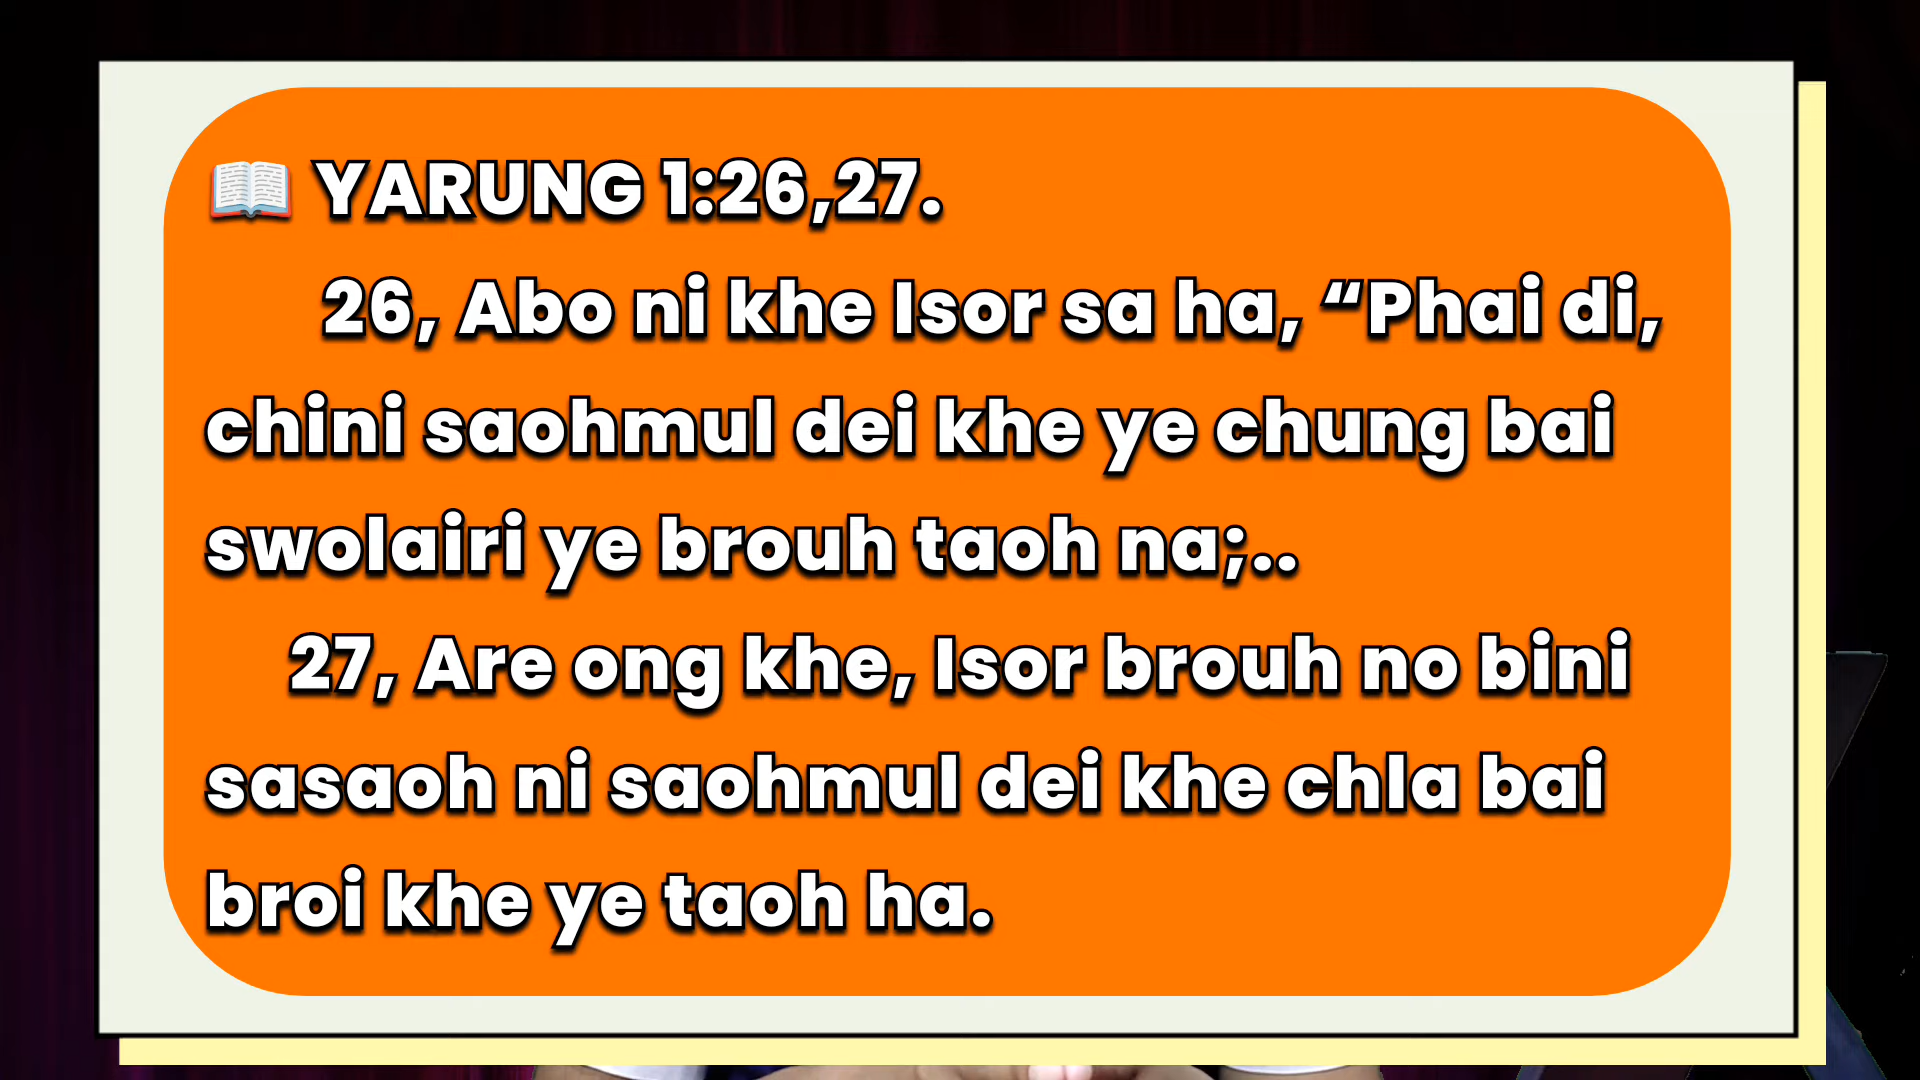 📖 YARUNG 1:26,27.
26, Abo ni khe Isor sa ha, “Phai di,
chini saohmul dei khe ye chung bai
swolairi ye brouh taoh na;..
27, Are ong khe, Isor brouh no bini
sasaoh ni saohmul dei khe chla bai
broi khe ye taoh ha.